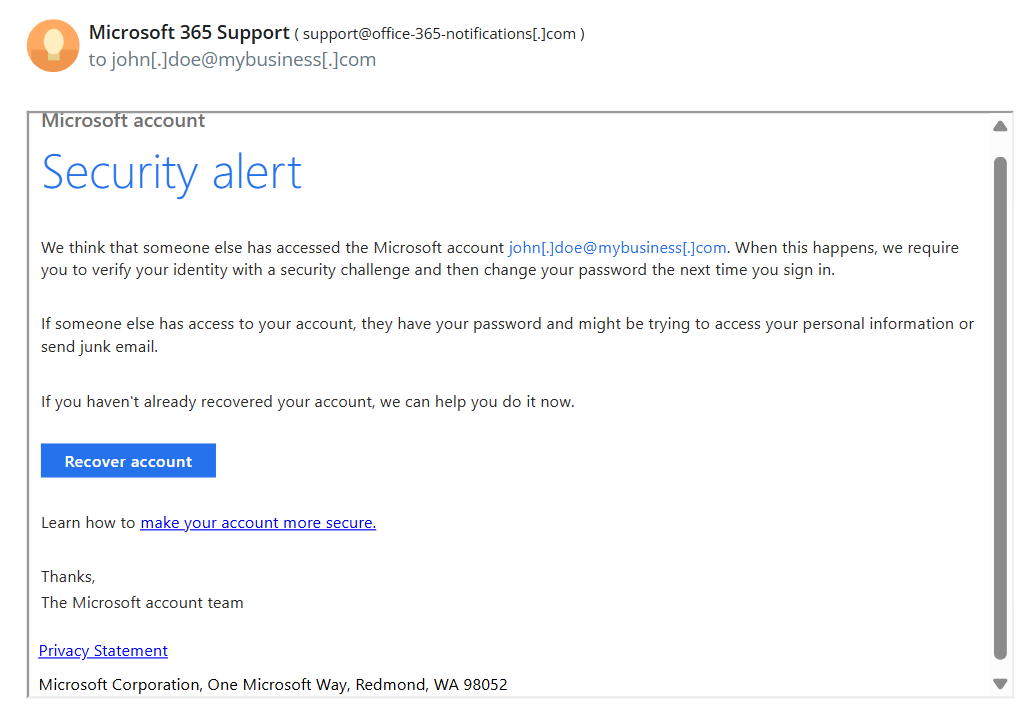 Microsoft 365 Support ( support@office-365-notifications[.]com )
to john[.]doe@mybusiness[.]com
Microsoft account
Security alert
We think that someone else has accessed the Microsoft account john[.]doe@mybusiness[.]com. When this happens, we require
you to verify your identity with a security challenge and then change your password the next time you sign in.
If someone else has access to your account, they have your password and might be trying to access your personal information or
send junk email.
If you haven't already recovered your account, we can help you do it now.
Recover account
Learn how to make your account more secure.
Thanks,
The Microsoft account team
Privacy Statement
Microsoft Corporation, One Microsoft Way, Redmond, WA 98052